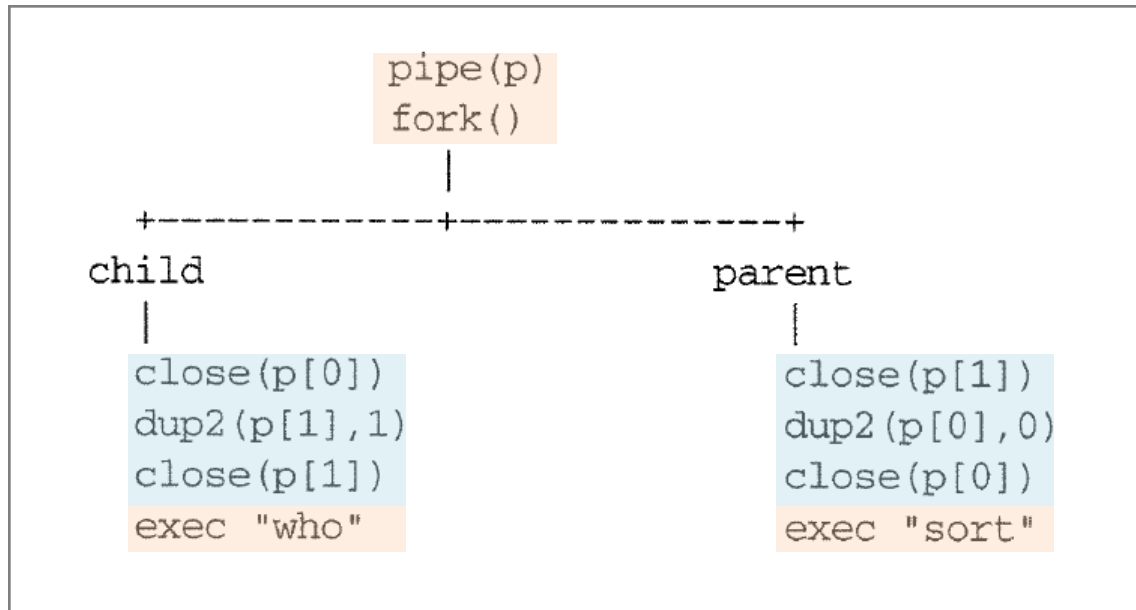 pipe(p)
fork()
|
+-------------+---------------+
child parent
| |
close(p[0]) close(p[1])
dup2(p[1],1) dup2(p[0],0)
close(p[1]) close(p[0])
exec "who" exec "sort"